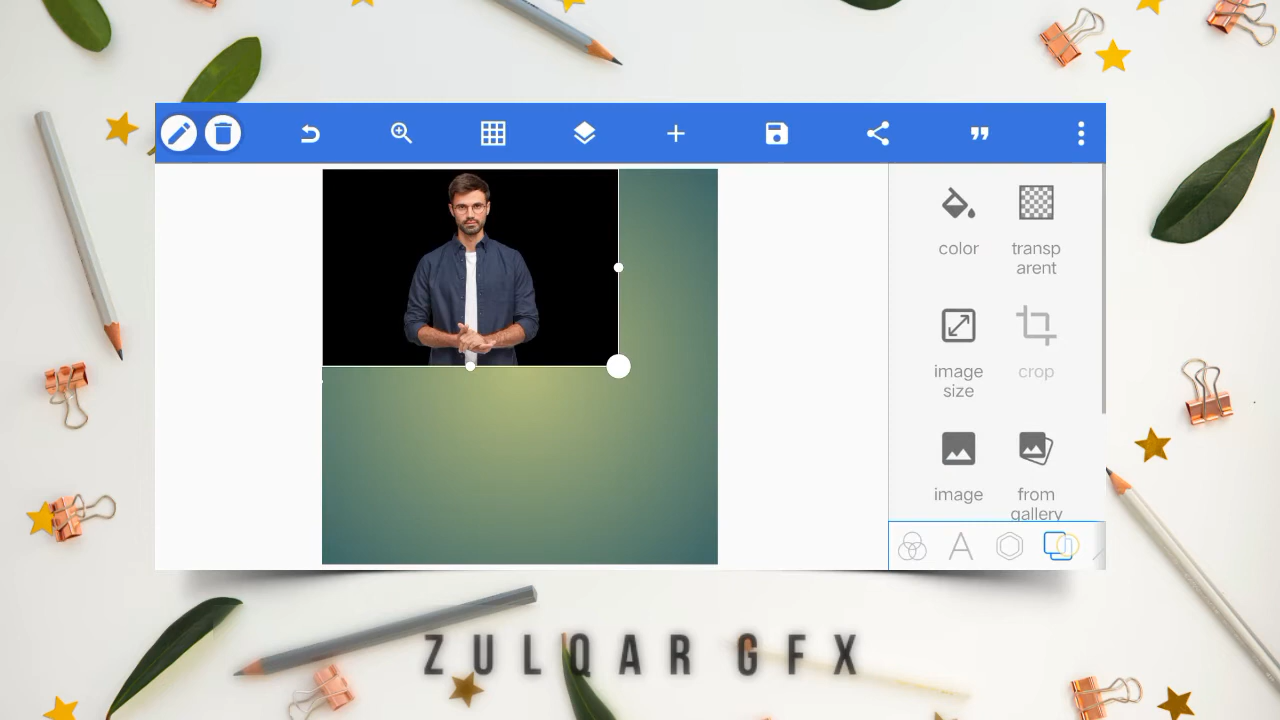 color
transp
arent
image
size
crop
image
from
gallery
ZULQAR GFX